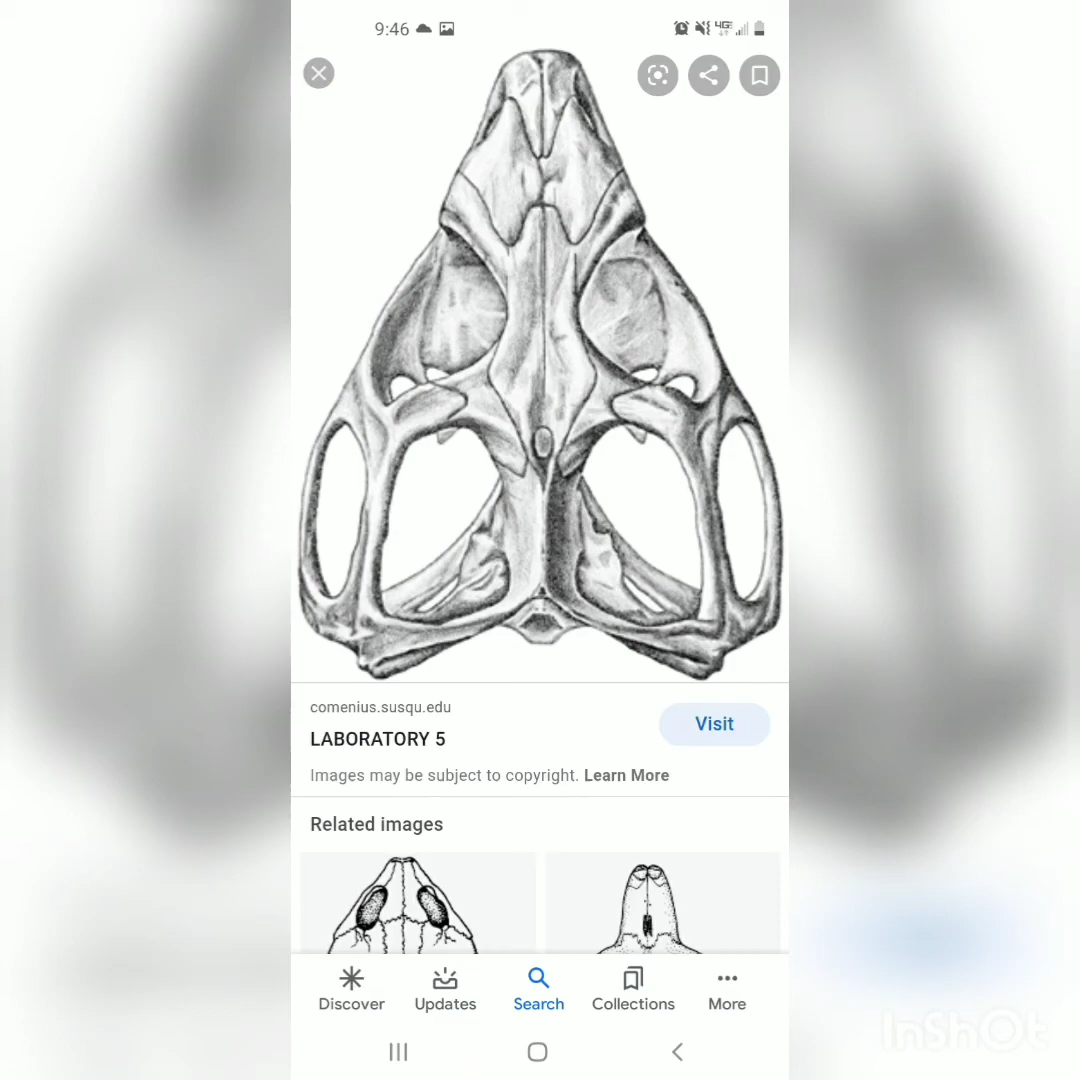 9:46
4GE
comenius.susqu.edu
LABORATORY 5
Visit
Images may be subject to copyright. Learn More
Related images
Discover Updates Search Collections More
InShOt